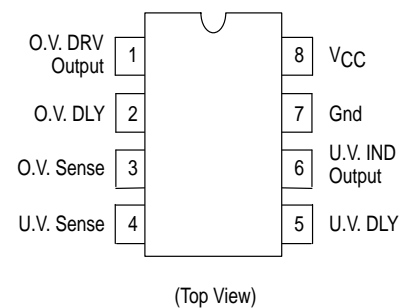 O.V. DRV
Output
1
8
VCC
O.V. DLY
2
7
Gnd
O.V. Sense
3
6
U.V. IND
Output
U.V. Sense
4
5
U.V. DLY
(Top View)